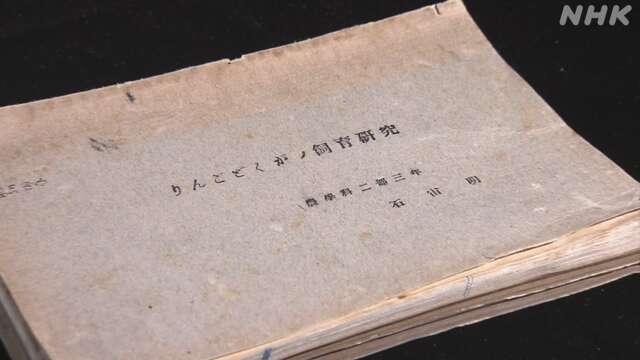 NHK
りんごどくがノ飼育研究
農學科二部三年
石宙明